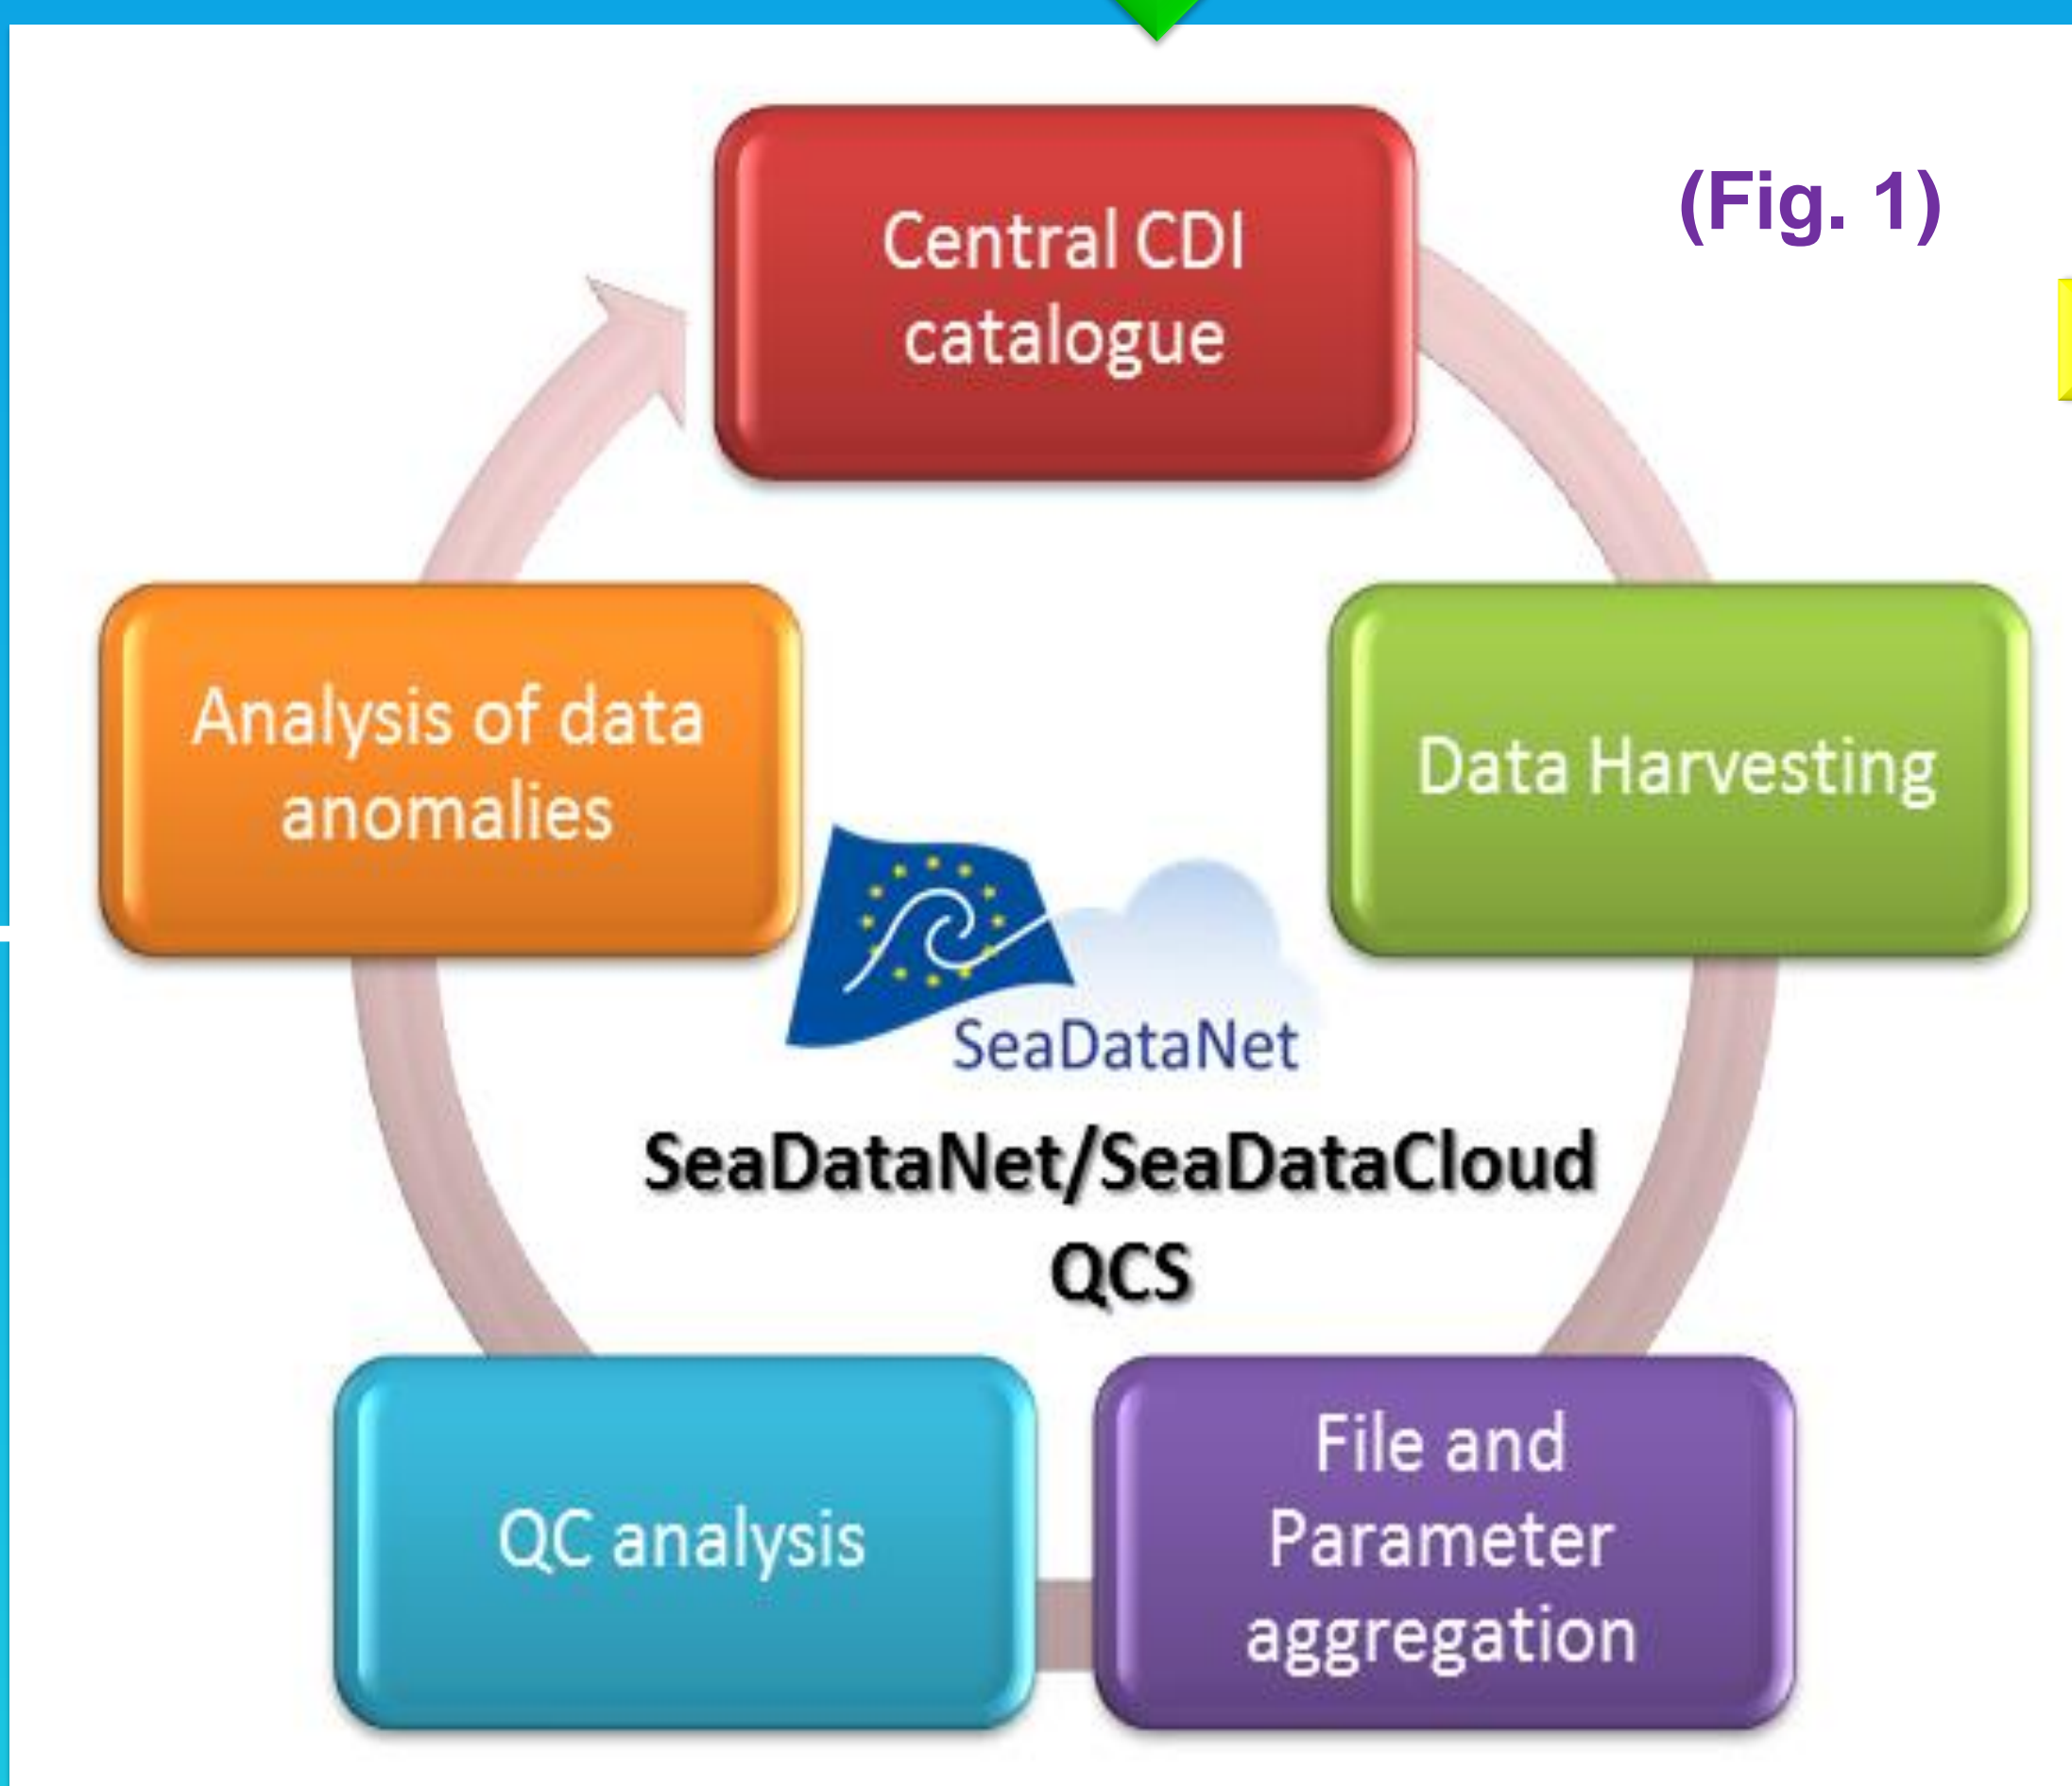 (Fig. 1)
Central CDI
catalogue
Data Harvesting
File and
Parameter
aggregation
QC analysis
Analysis of data
anomalies
SeaDataNet
SeaDataNet/SeaDataCloud
QCS